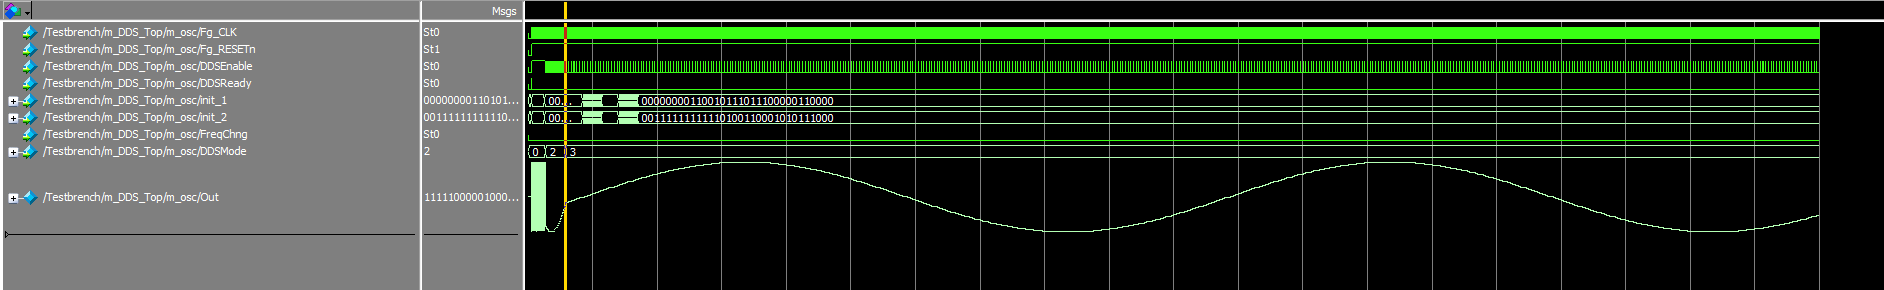 Msgs
/Testbrench/m_DDS_Top/m_osc/Fg_CLK St0
/Testbrench/m_DDS_Top/m_osc/Fg_RESETn St1
/Testbrench/m_DDS_Top/m_osc/DDSEnable St0
/Testbrench/m_DDS_Top/m_osc/DDSReady St0
/Testbrench/m_DDS_Top/m_osc/init_1 00000000110101... 00... 00000000110010111011100000110000
/Testbrench/m_DDS_Top/m_osc/init_2 00111111111110... 00... 00111111111101001100010101110​00
/Testbrench/m_DDS_Top/m_osc/FreqChng St0
/Testbrench/m_DDS_Top/m_osc/DDSMode 2 0 2 3
/Testbrench/m_DDS_Top/m_osc/Out 11111000001000...